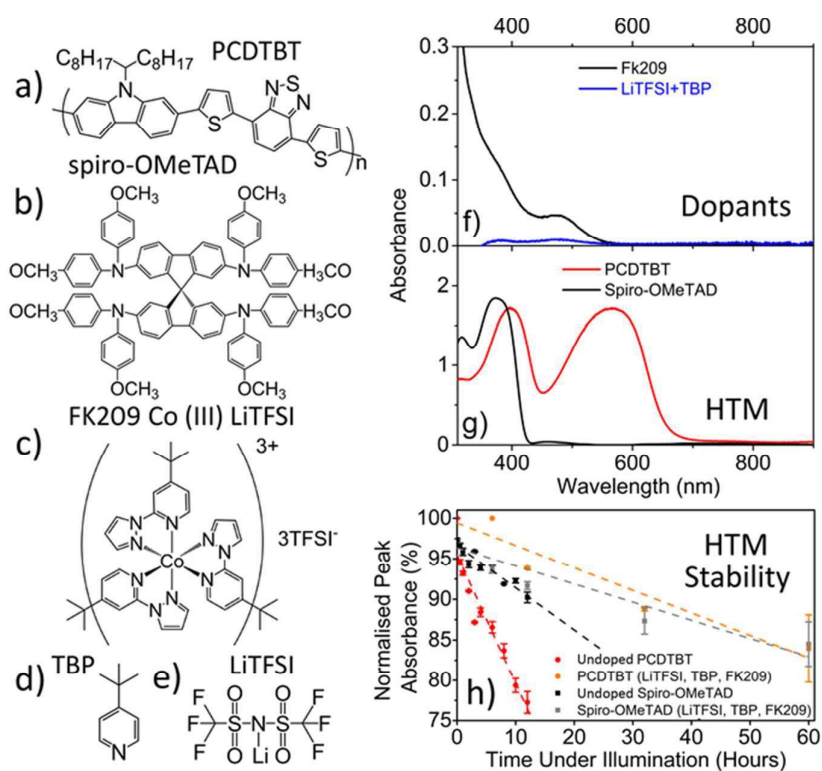 PCDTBT
a)
C8H17 C8H17
N
S
N S N
S
n
spiro-OMeTAD
b)
OCH3 OCH3
OCH3 N N H3CO
OCH3 N N H3CO
OCH3 OCH3
FK209 Co (III) LiTFSI
c)
3+
N N N N
Co
N N N N N
3TFSI-
TBP
d)
N
LiTFSI
e)
F O O F
F S N S F
F O Li O F
400 600 800
0.3
0.2
0.1
0.0
Fk209
LiTFSI+TBP
f)
Dopants
Absorbance
2
1
0
PCDTBT
Spiro-OMeTAD
g)
HTM
400 600 800
Wavelength (nm)
Normalised Peak
Absorbance (%)
100
95
90
85
80
75
HTM
Stability
h)
Undoped PCDTBT
PCDTBT (LiTFSI, TBP, FK209)
Undoped Spiro-OMeTAD
Spiro-OMeTAD (LiTFSI, TBP, FK209)
0 10 20 30 40 50 60
Time Under Illumination (Hours)